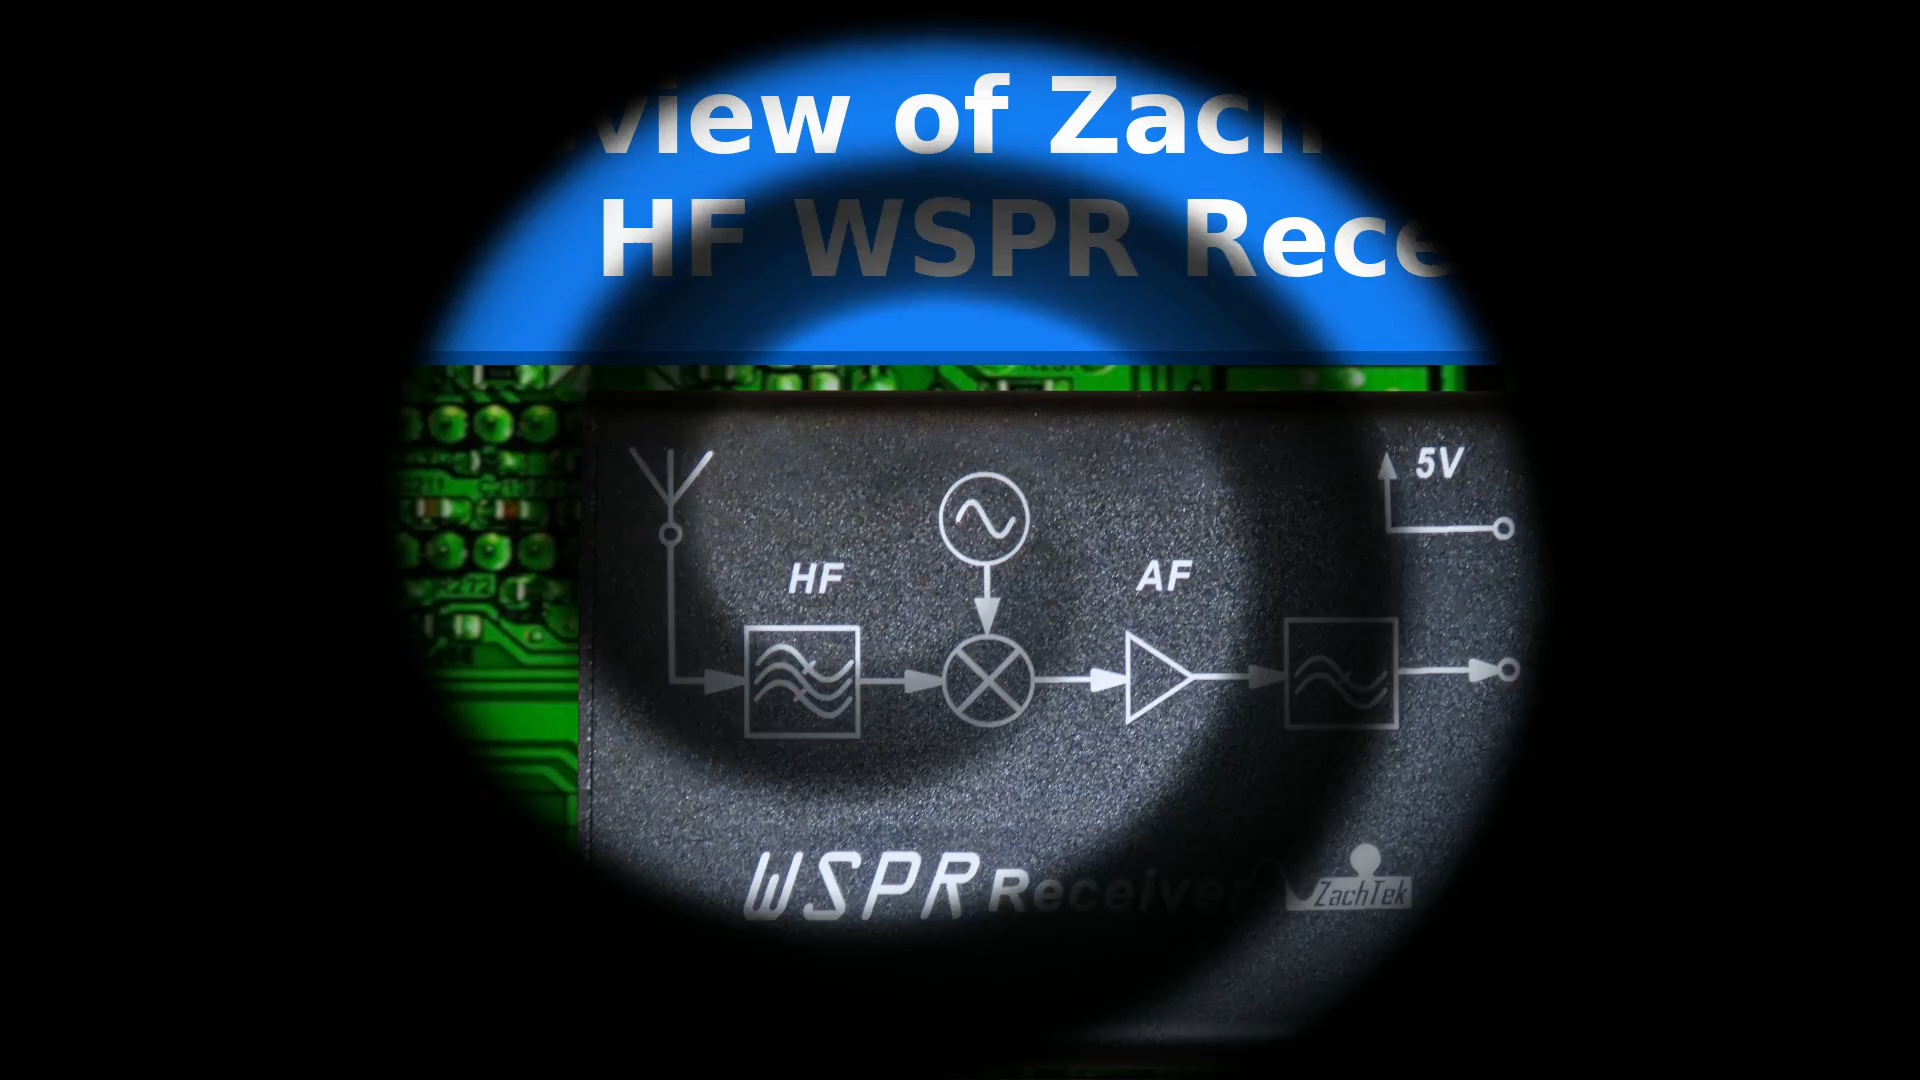 view of Zach
HF WSPR Rece
5V
HF
AF
WSPR Receiver
ZachTek